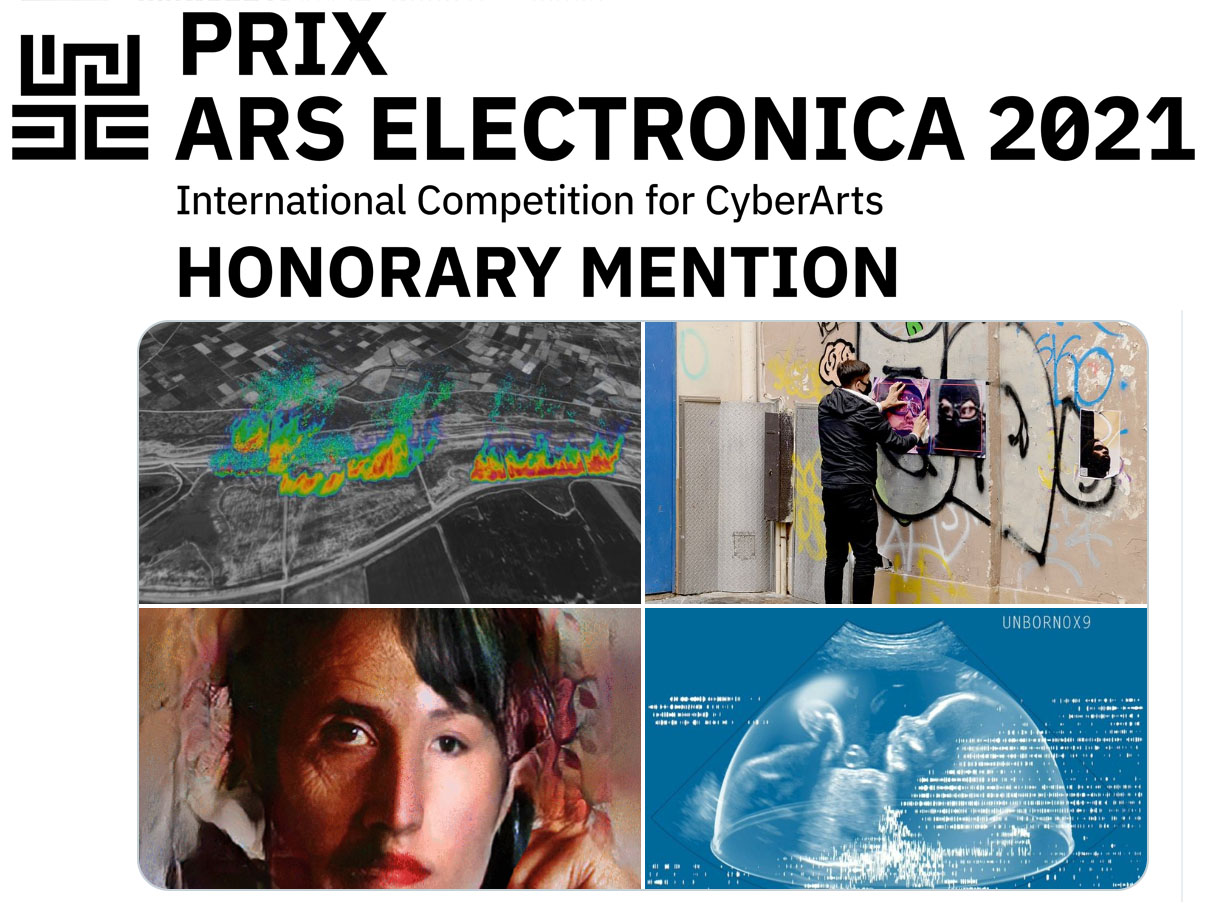 PRIX
ARS ELECTRONICA 2021
International Competition for CyberArts
HONORARY MENTION
UNBORNOX9